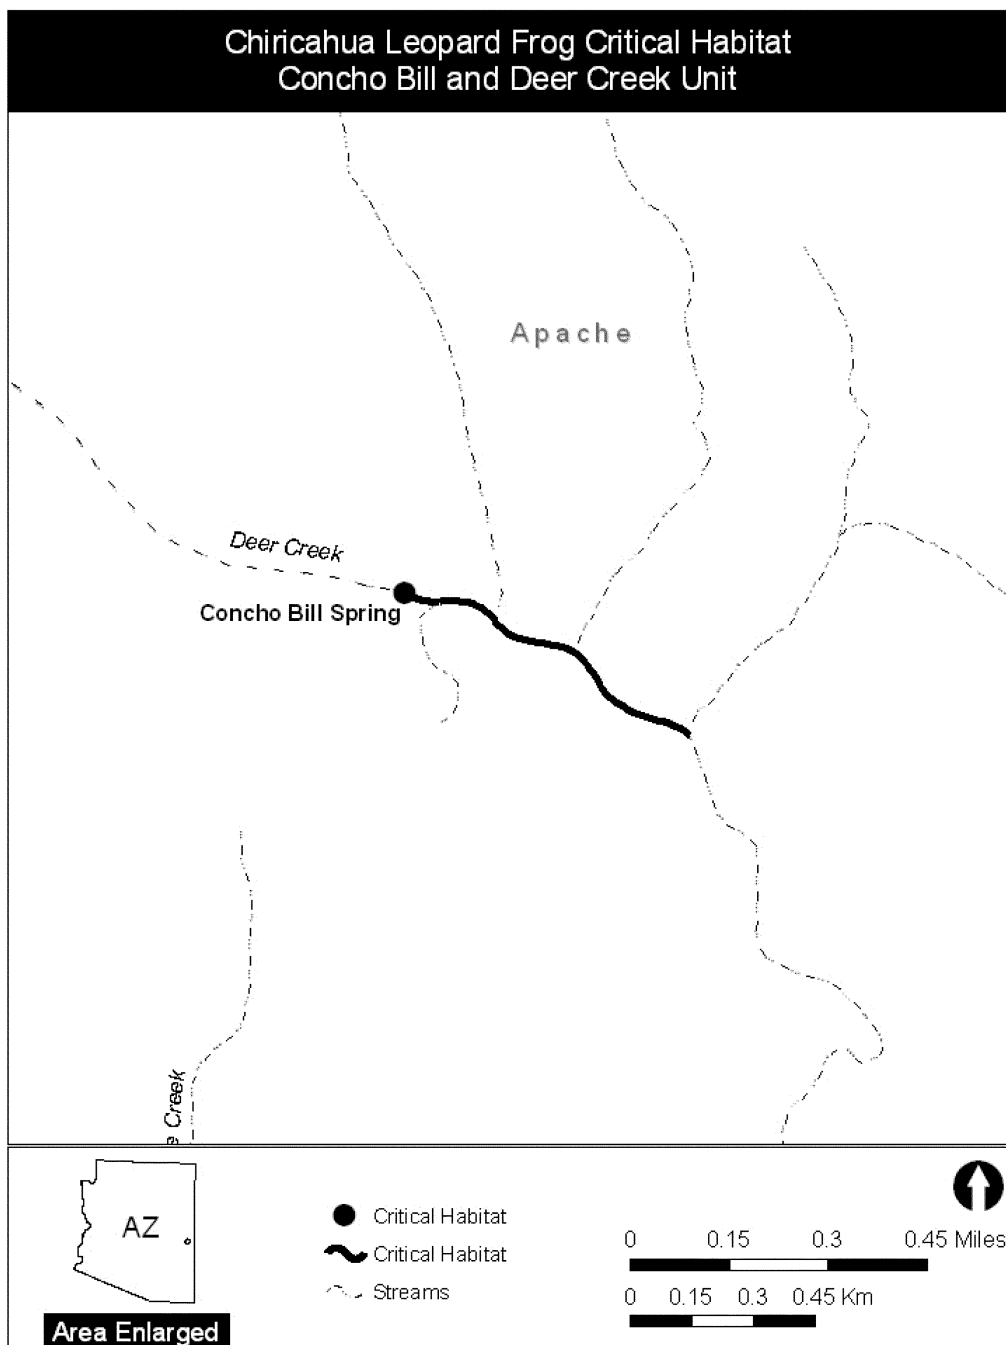 Chiricahua Leopard Frog Critical Habitat
Concho Bill and Deer Creek Unit
Apache
Deer Creek
Concho Bill Spring
e Creek
AZ
Area Enlarged
Critical Habitat
Critical Habitat
Streams
0 0.15 0.3 0.45 Miles
0 0.15 0.3 0.45 Km